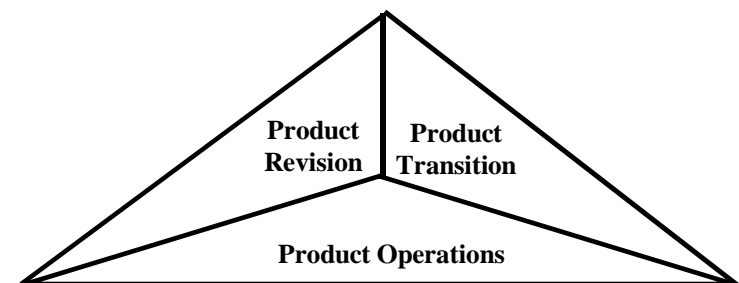 Product
Revision
Product
Transition
Product Operations